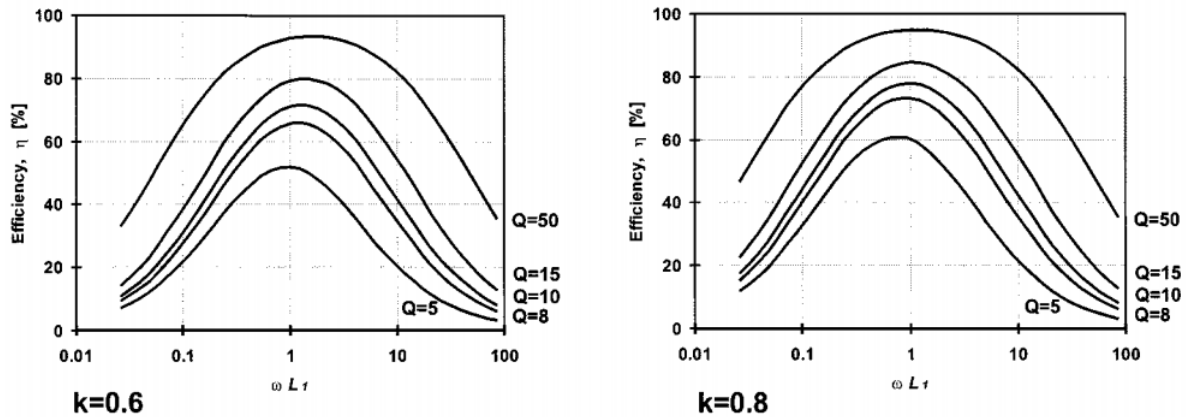 100
80
60
40
20
0
Efficiency, η [%]
Q=50
Q=15
Q=10
Q=8
Q=5
0.01 0.1 1 10 100
ω L1
k=0.6
100
80
60
40
20
0
Efficiency, η [%]
Q=50
Q=15
Q=10
Q=8
Q=5
0.01 0.1 1 10 100
ω L1
k=0.8